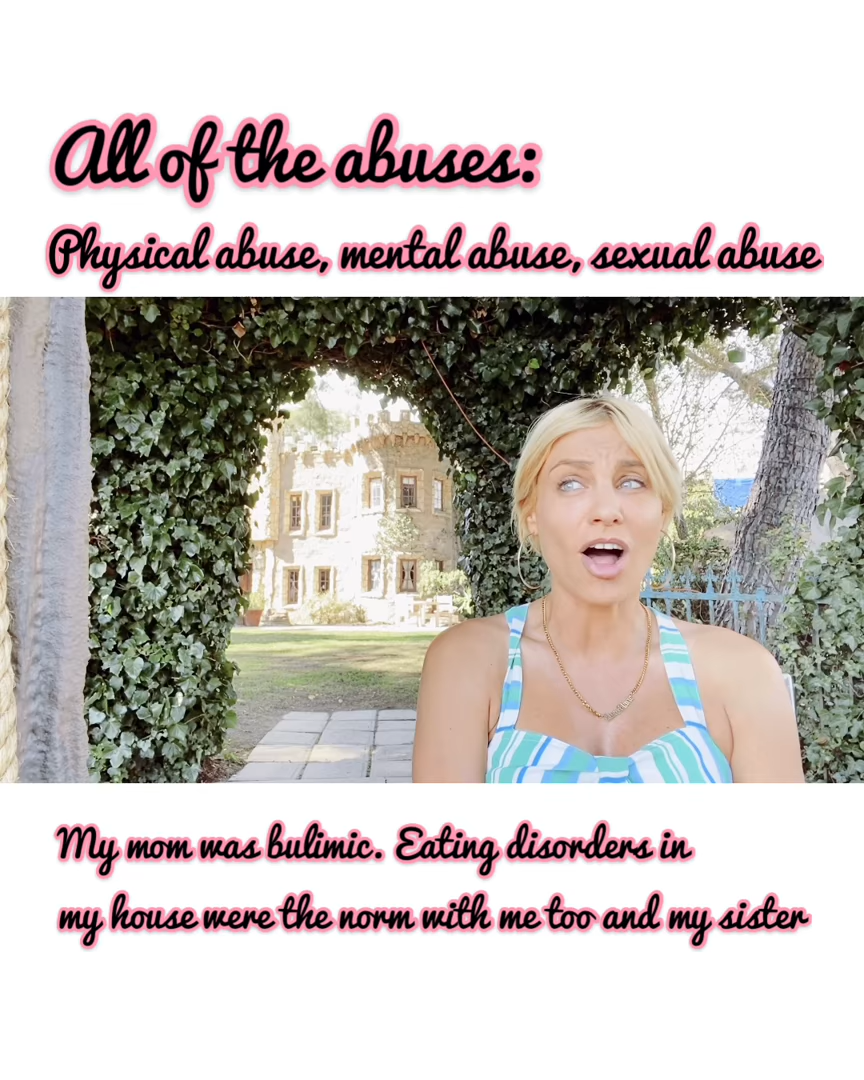 All of the abuses:
Physical abuse, mental abuse, sexual abuse
My mom was bulimic. Eating disorders in
my house were the norm with me too and my sister